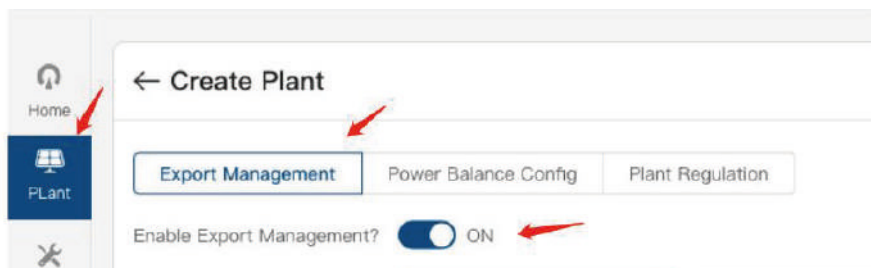 Home
PLant
← Create Plant
Export Management
Power Balance Config
Plant Regulation
Enable Export Management? ON